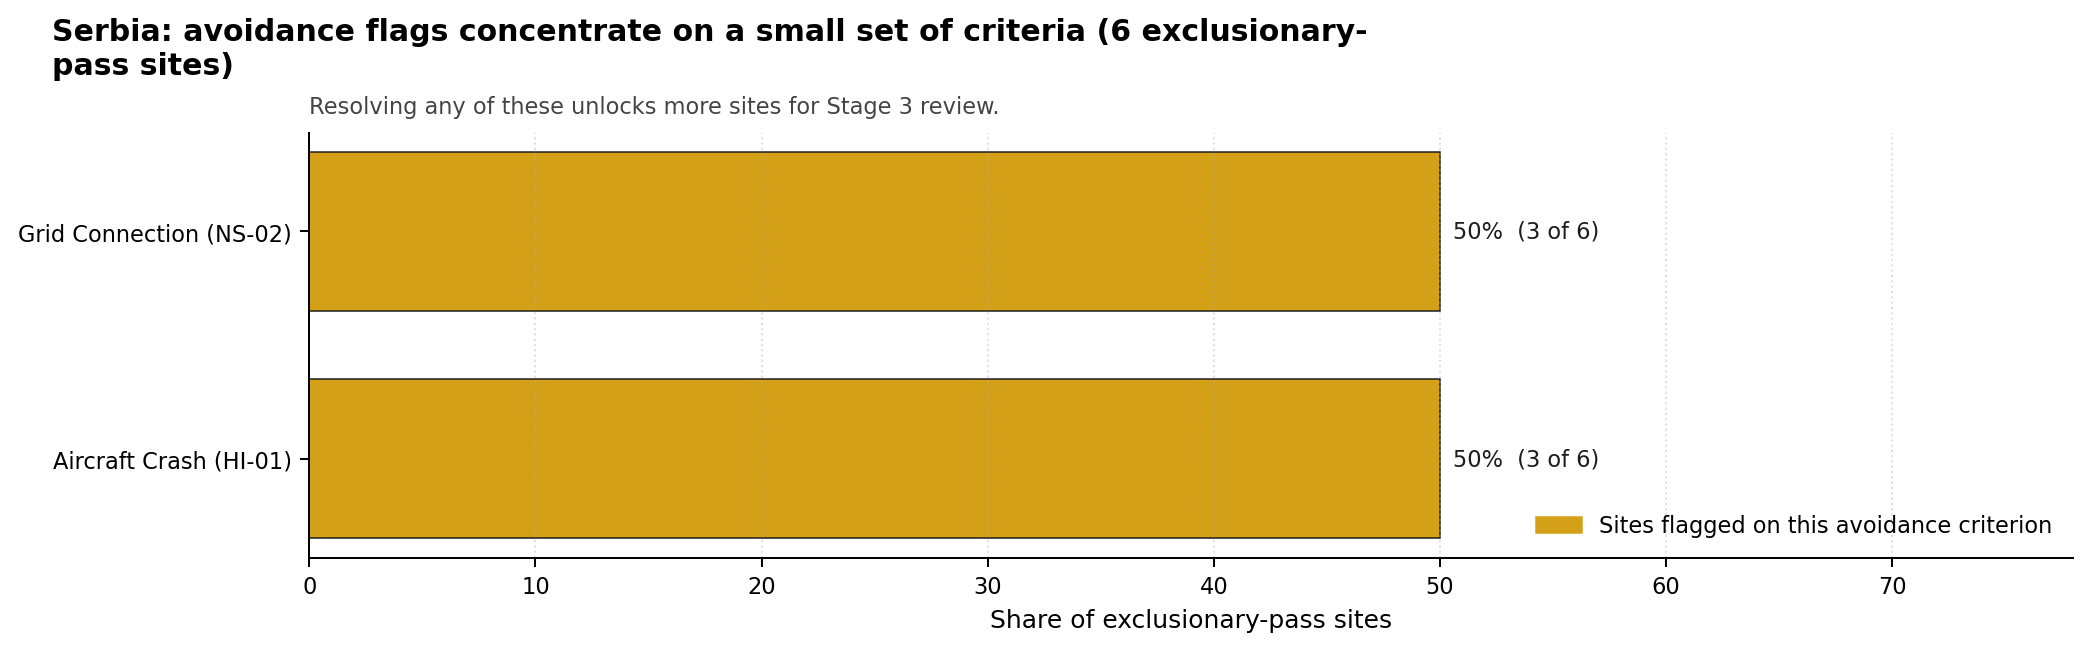 Serbia: avoidance flags concentrate on a small set of criteria (6 exclusionary-
pass sites)
Resolving any of these unlocks more sites for Stage 3 review.
Grid Connection (NS-02)
50%  (3 of 6)
Aircraft Crash (HI-01)
50%  (3 of 6)
Sites flagged on this avoidance criterion
0 10 20 30 40 50 60 70
Share of exclusionary-pass sites